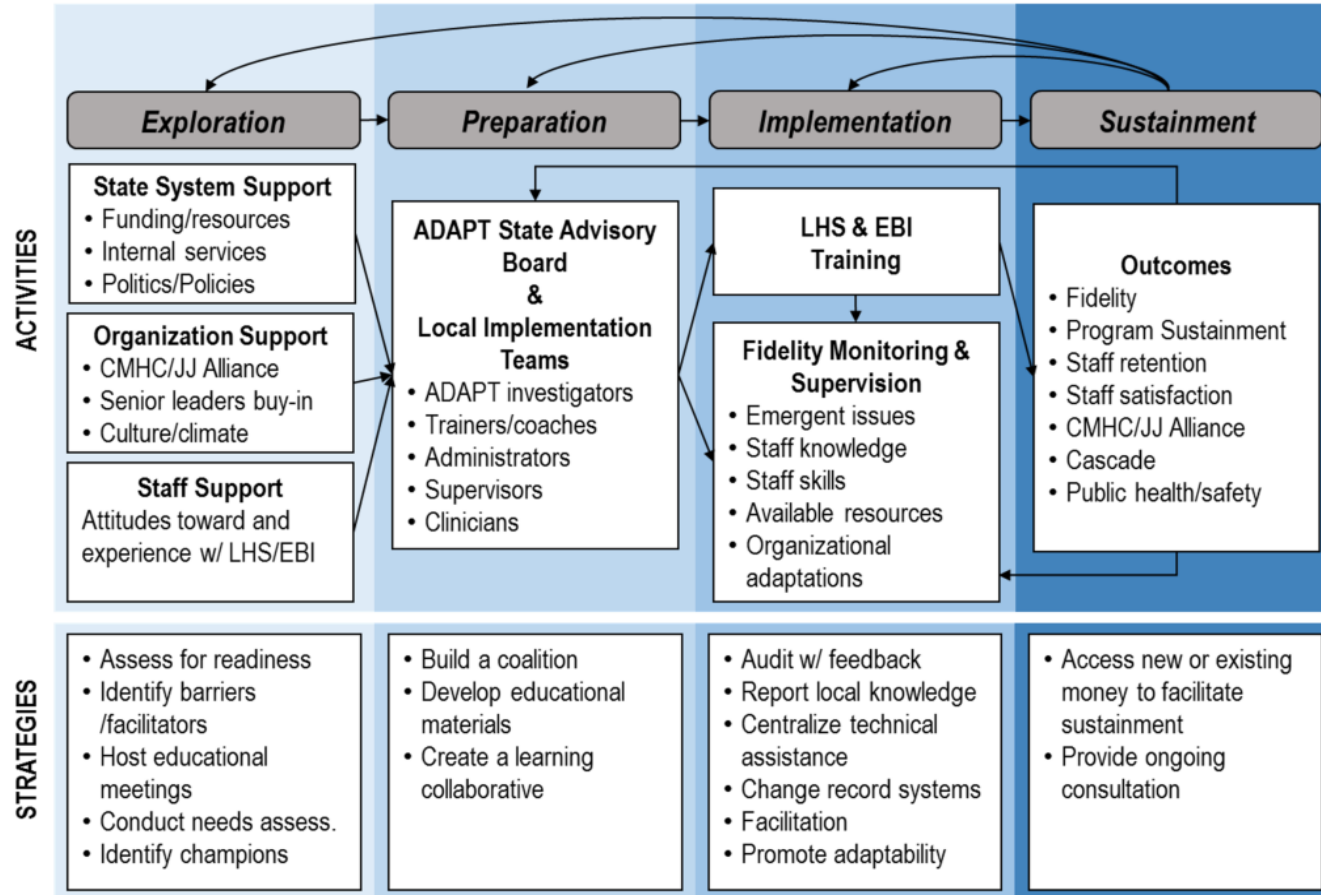 Exploration
Preparation
Implementation
Sustainment
ACTIVITIES
State System Support
• Funding/resources
• Internal services
• Politics/Policies
Organization Support
• CMHC/JJ Alliance
• Senior leaders buy-in
• Culture/climate
Staff Support
Attitudes toward and
experience w/ LHS/EBI
ADAPT State Advisory
Board
&
Local Implementation
Teams
• ADAPT investigators
• Trainers/coaches
• Administrators
• Supervisors
• Clinicians
LHS & EBI
Training
Fidelity Monitoring &
Supervision
• Emergent issues
• Staff knowledge
• Staff skills
• Available resources
• Organizational
adaptations
Outcomes
• Fidelity
• Program Sustainment
• Staff retention
• Staff satisfaction
• CMHC/JJ Alliance
• Cascade
• Public health/safety
STRATEGIES
• Assess for readiness
• Identify barriers
/facilitators
• Host educational
meetings
• Conduct needs assess.
• Identify champions
• Build a coalition
• Develop educational
materials
• Create a learning
collaborative
• Audit w/ feedback
• Report local knowledge
• Centralize technical
assistance
• Change record systems
• Facilitation
• Promote adaptability
• Access new or existing
money to facilitate
sustainment
• Provide ongoing
consultation